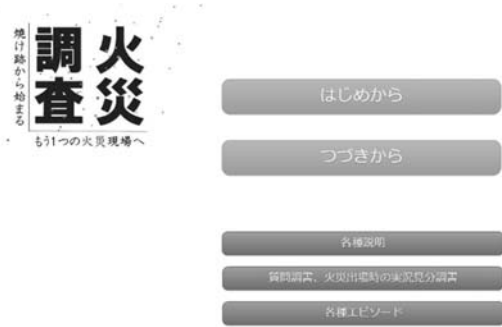 火災
調査
焼け跡から始まる
もう1つの火災現場へ
はじめから
つづきから
各種説明
質問調書、火災出場時の実況見分調書
各種エピソード